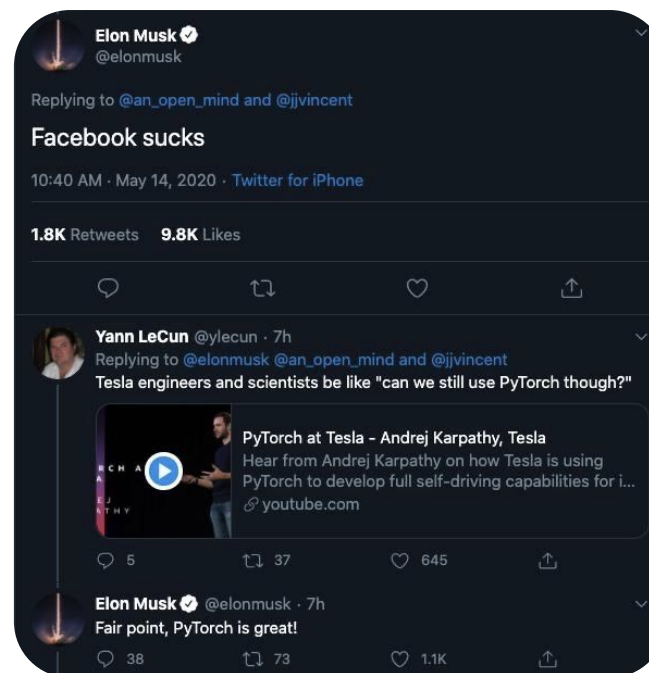 Elon Musk
@elonmusk
Replying to @an_open_mind and @jjvincent
Facebook sucks
10:40 AM · May 14, 2020 · Twitter for iPhone
1.8K Retweets 9.8K Likes
Yann LeCun @ylecun · 7h
Replying to @elonmusk @an_open_mind and @jjvincent
Tesla engineers and scientists be like "can we still use PyTorch though?"
RCH A
A
EJ
ATHY
PyTorch at Tesla - Andrej Karpathy, Tesla
Hear from Andrej Karpathy on how Tesla is using
PyTorch to develop full self-driving capabilities for i...
youtube.com
5 37 645
Elon Musk @elonmusk · 7h
Fair point, PyTorch is great!
38 73 1.1K